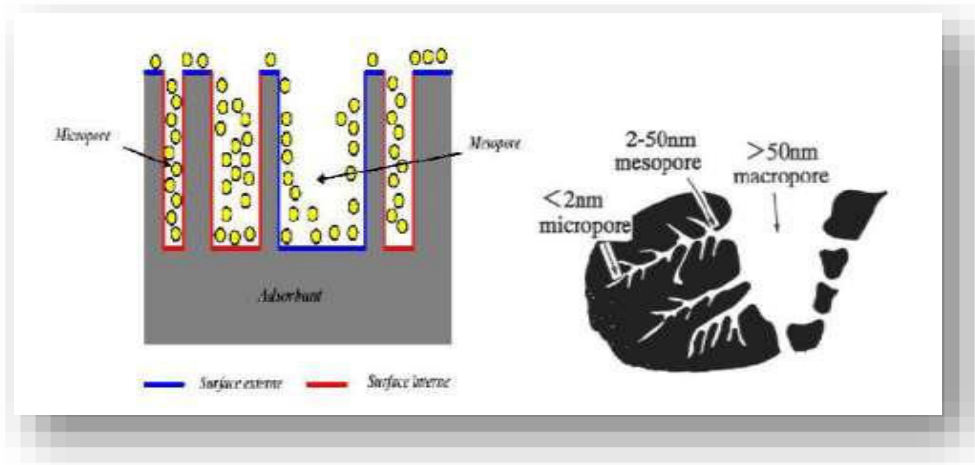 Micropore
Mesopore
Adsorbant
Surface externe
Surface interne
2-50nm
mesopore
>50nm
macropore
<2nm
micropore